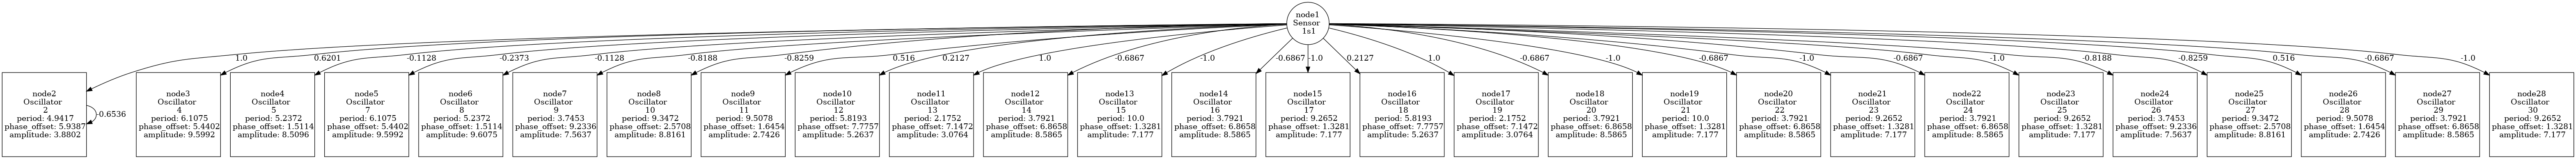 node1
Sensor
1s1
1.0
0.6201
-0.1128
-0.2373
-0.1128
-0.8188
-0.8259
0.516
0.2127
1.0
-0.6867
-1.0
-0.6867
-1.0
0.2127
1.0
-0.6867
-1.0
-0.6867
-1.0
-0.6867
-1.0
-0.8188
-0.8259
0.516
-0.6867
-1.0
node2
Oscillator
2
period: 4.9417
phase_offset: 5.9387
amplitude: 3.8802
-0.6536
node3
Oscillator
4
period: 6.1075
phase_offset: 5.4402
amplitude: 9.5992
node4
Oscillator
5
period: 5.2372
phase_offset: 1.5114
amplitude: 8.5096
node5
Oscillator
7
period: 6.1075
phase_offset: 5.4402
amplitude: 9.5992
node6
Oscillator
8
period: 5.2372
phase_offset: 1.5114
amplitude: 9.6075
node7
Oscillator
9
period: 3.7453
phase_offset: 9.2336
amplitude: 7.5637
node8
Oscillator
10
period: 9.3472
phase_offset: 2.5708
amplitude: 8.8161
node9
Oscillator
11
period: 9.5078
phase_offset: 1.6454
amplitude: 2.7426
node10
Oscillator
12
period: 5.8193
phase_offset: 7.7757
amplitude: 5.2637
node11
Oscillator
13
period: 2.1752
phase_offset: 7.1472
amplitude: 3.0764
node12
Oscillator
14
period: 3.7921
phase_offset: 6.8658
amplitude: 8.5865
node13
Oscillator
15
period: 10.0
phase_offset: 1.3281
amplitude: 7.177
node14
Oscillator
16
period: 3.7921
phase_offset: 6.8658
amplitude: 8.5865
node15
Oscillator
17
period: 9.2652
phase_offset: 1.3281
amplitude: 7.177
node16
Oscillator
18
period: 5.8193
phase_offset: 7.7757
amplitude: 5.2637
node17
Oscillator
19
period: 2.1752
phase_offset: 7.1472
amplitude: 3.0764
node18
Oscillator
20
period: 3.7921
phase_offset: 6.8658
amplitude: 8.5865
node19
Oscillator
21
period: 10.0
phase_offset: 1.3281
amplitude: 7.177
node20
Oscillator
22
period: 3.7921
phase_offset: 6.8658
amplitude: 8.5865
node21
Oscillator
23
period: 9.2652
phase_offset: 1.3281
amplitude: 7.177
node22
Oscillator
24
period: 3.7921
phase_offset: 6.8658
amplitude: 8.5865
node23
Oscillator
25
period: 9.2652
phase_offset: 1.3281
amplitude: 7.177
node24
Oscillator
26
period: 3.7453
phase_offset: 9.2336
amplitude: 7.5637
node25
Oscillator
27
period: 9.3472
phase_offset: 2.5708
amplitude: 8.8161
node26
Oscillator
28
period: 9.5078
phase_offset: 1.6454
amplitude: 2.7426
node27
Oscillator
29
period: 3.7921
phase_offset: 6.8658
amplitude: 8.5865
node28
Oscillator
30
period: 9.2652
phase_offset: 1.3281
amplitude: 7.177